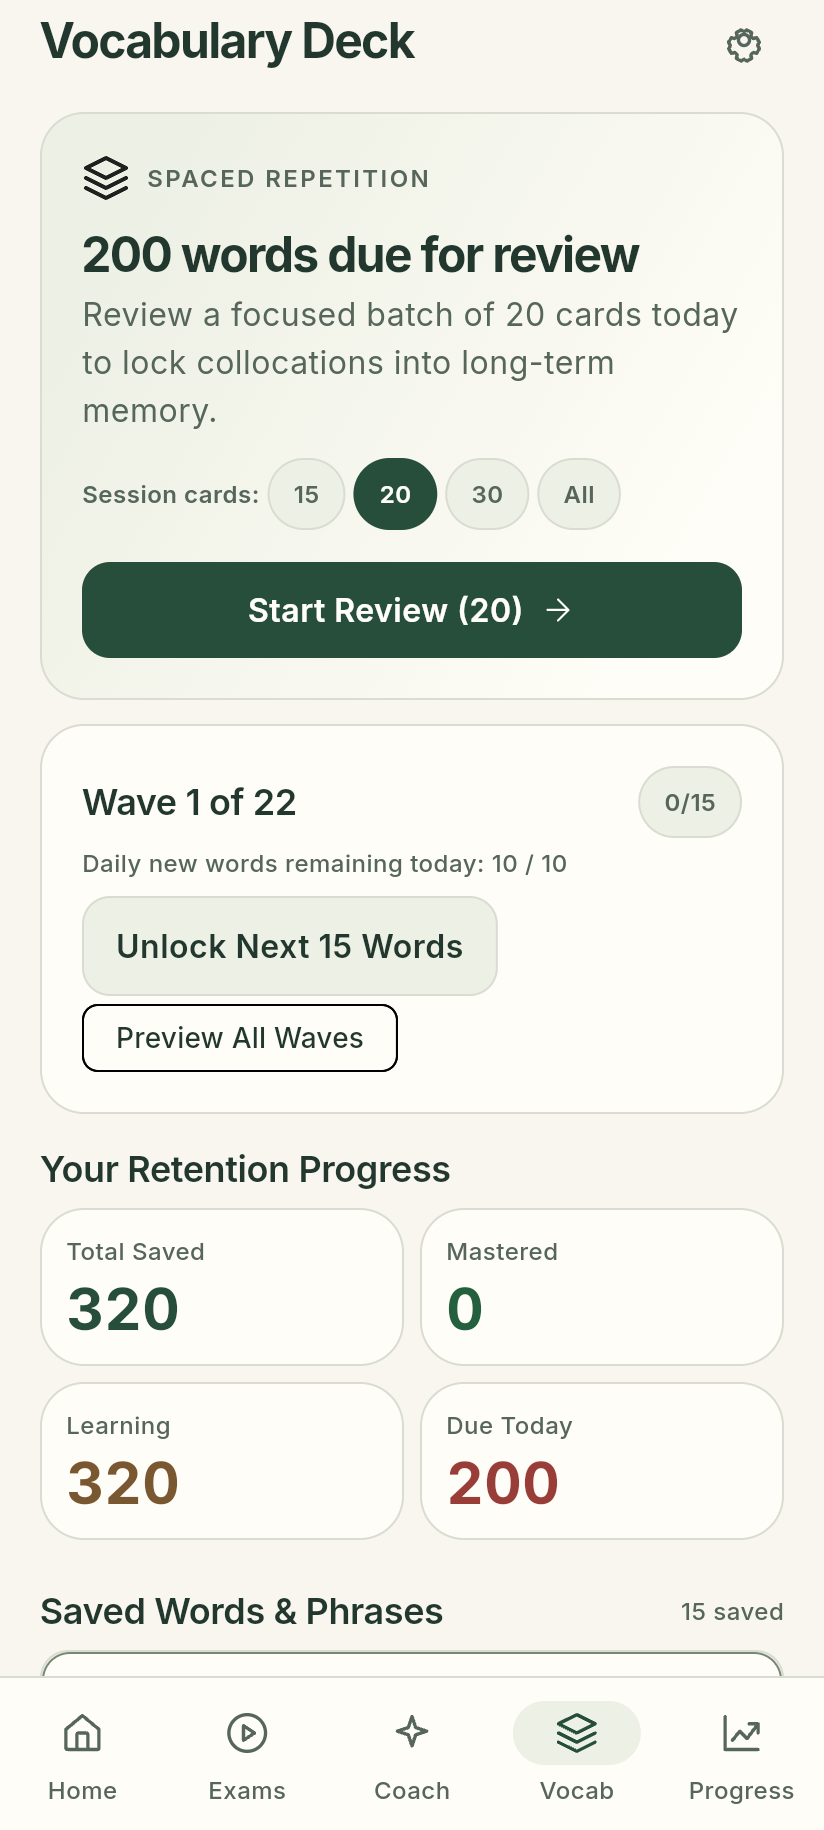 Vocabulary Deck
SPACED REPETITION
200 words due for review
Review a focused batch of 20 cards today
to lock collocations into long-term
memory.
Session cards: 15 20 30 All
Start Review (20) →
Wave 1 of 22 0/15
Daily new words remaining today: 10 / 10
Unlock Next 15 Words
Preview All Waves
Your Retention Progress
Total Saved Mastered
320 0
Learning Due Today
320 200
Saved Words & Phrases 15 saved
Home Exams Coach Vocab Progress